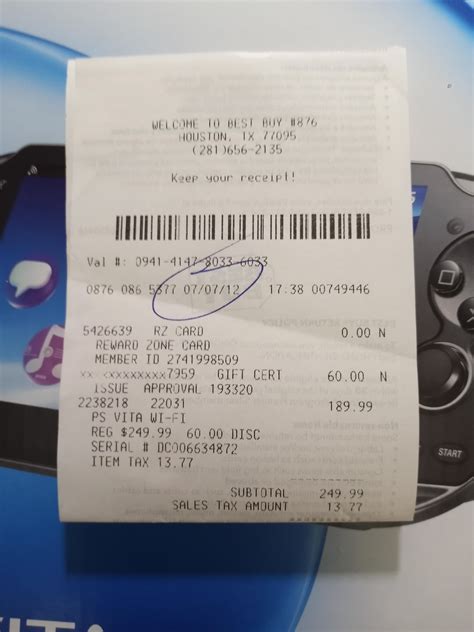 WELCOME TO BEST BUY #876
HOUSTON, TX 77095
(281)656-2135
Keep your receipt!
Val #: 0941-4147-8033-6033
0876 086 5377 07/07/12 17:38 00749446
5426639 RZ CARD 0.00 N
REWARD ZONE CARD
MEMBER ID 2741998509
xx-xxxxxxxxx7959 GIFT CERT 60.00 N
ISSUE APPROVAL 193320
2238218 22031 189.99
PS VITA WI-FI
REG $249.99 60.00 DISC
SERIAL # DC006634872
ITEM TAX 13.77
SUBTOTAL 249.99
SALES TAX AMOUNT 13.77
START
VITA